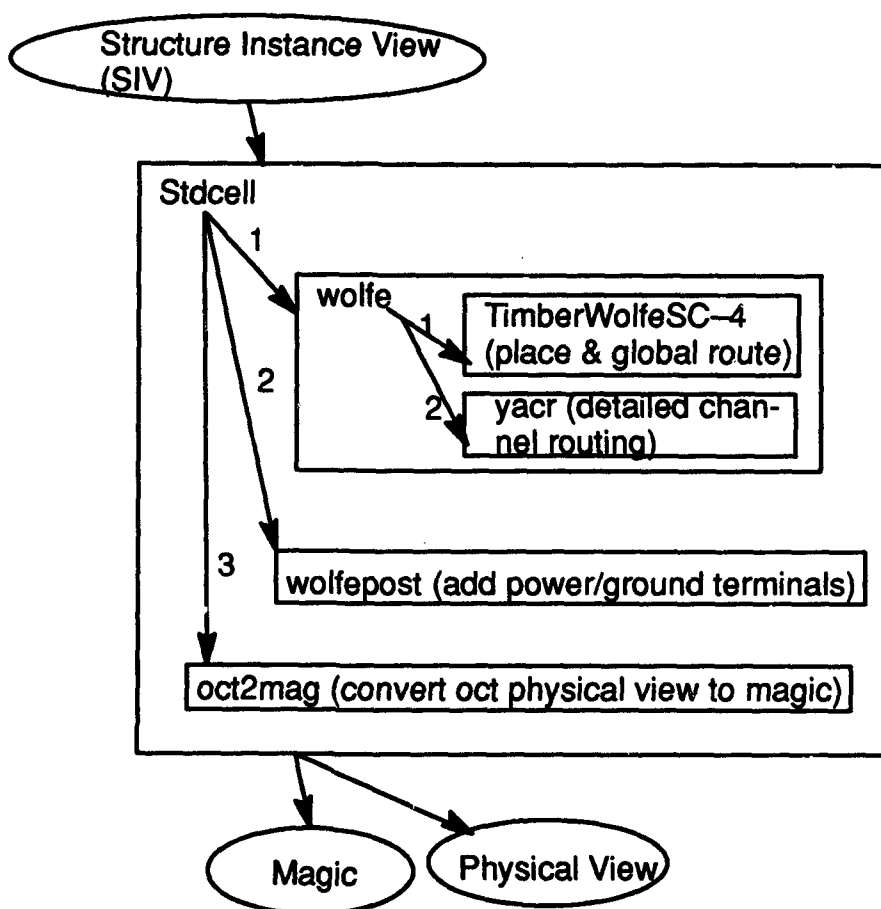 Structure Instance View
(SIV)
Stdcell
1
wolfe
1
TimberWolfeSC–4
(place & global route)
2
2
yacr (detailed chan-
nel routing)
3
wolfepost (add power/ground terminals)
oct2mag (convert oct physical view to magic)
Magic
Physical View